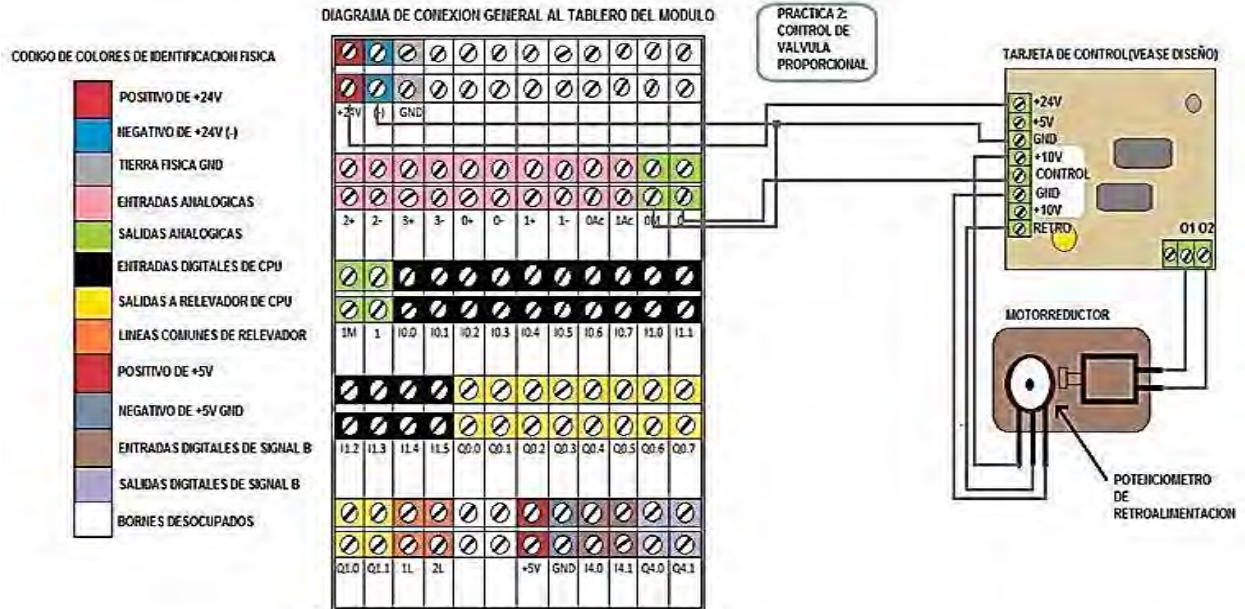 DIAGRAMA DE CONEXION GENERAL AL TABLERO DEL MODULO
PRACTICA 2:
CONTROL DE
VALVULA
PROPORCIONAL
CODIGO DE COLORES DE IDENTIFICACION FISICA
POSITIVO DE +24V
NEGATIVO DE +24V (-)
TIERRA FISICA GND
ENTRADAS ANALOGICAS
SALIDAS ANALOGICAS
ENTRADAS DIGITALES DE CPU
SALIDAS A RELEVADOR DE CPU
LINEAS COMUNES DE RELEVADOR
POSITIVO DE +5V
NEGATIVO DE +5V GND
ENTRADAS DIGITALES DE SIGNAL B
SALIDAS DIGITALES DE SIGNAL B
BORNES DESOCUPADOS
+24V (-) GND
2+ 2- 3+ 3- 0+ 0- 1+ 1- 0Ac 1Ac 0M 0
1M 1 I0.0 I0.1 I0.2 I0.3 I0.4 I0.5 I0.6 I0.7 I1.0 I1.1
I1.2 I1.3 I1.4 I1.5 Q0.0 Q0.1 Q0.2 Q0.3 Q0.4 Q0.5 Q0.6 Q0.7
Q1.0 Q1.1 1L 2L +5V GND I4.0 I4.1 Q4.0 Q4.1
TARJETA DE CONTROL(VEASE DISEÑO)
+24V
+5V
GND
+10V
CONTROL
GND
+10V
RETRO
01 02
MOTORREDUCTOR
POTENCIOMETRO
DE
RETROALIMENTACION